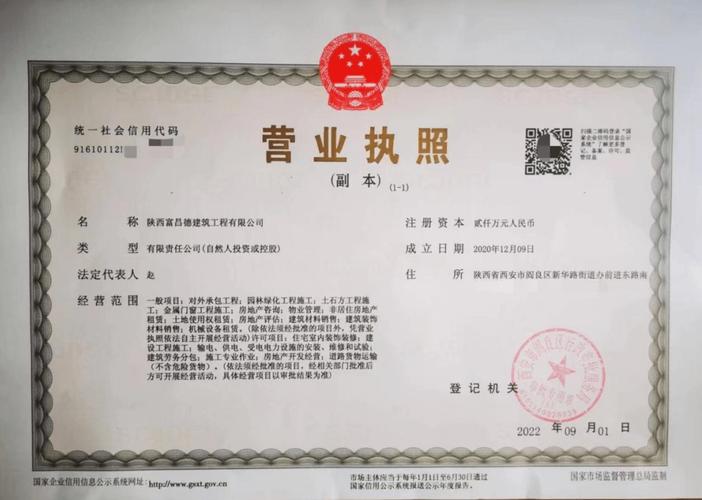 统一社会信用代码
91610112
营业执照
(副本) (1-1)
扫描二维码登录“国
家企业信用信息公示
系统”了解更多登
记、备案、许可、监
管信息
名称 陕西富昌德建筑工程有限公司
类型 有限责任公司(自然人投资或控股)
法定代表人 赵
经营范围 一般项目：对外承包工程；园林绿化工程施工；土石方工程施
工；金属门窗工程施工；房地产咨询；物业管理；非居住房地产
租赁；土地使用权租赁；房地产评估；建筑材料销售；建筑装饰
材料销售；机械设备租赁。(除依法须经批准的项目外，凭营业
执照依法自主开展经营活动)许可项目：住宅室内装饰装修；建
设工程施工；输电、供电、受电电力设施的安装、维修和试验；
建筑劳务分包；施工专业作业；房地产开发经营；道路货物运输
（不含危险货物）。(依法须经批准的项目，经相关部门批准后
方可开展经营活动，具体经营项目以审批结果为准)
注册资本 贰仟万元人民币
成立日期 2020年12月09日
住所 陕西省西安市阎良区新华路街道办前进东路南
登记机关
2022 年 09 月 01 日
国家企业信用信息公示系统网址：http://www.gsxt.gov.cn
市场主体应当于每年1月1日至6月30日通过
国家企业信用信息公示系统报送公示年度报告。
国家市场监督管理总局监制